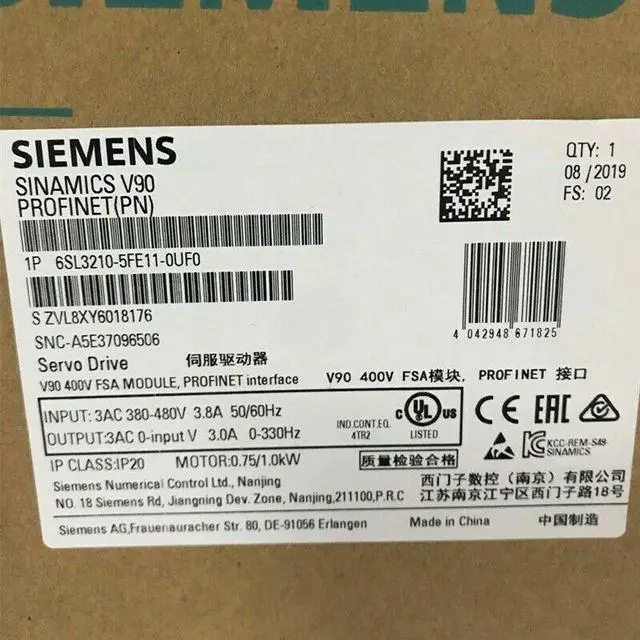 SIEMENS
SIEMENS
SINAMICS V90
PROFINET(PN)
QTY: 1
08 / 2019
FS: 02
1P 6SL3210-5FE11-0UF0
S ZVL8XY6018176
4 042948 671825
SNC-A5E37096506
Servo Drive 伺服驱动器
V90 400V FSA MODULE, PROFINET interface V90 400V FSA模块, PROFINET 接口
INPUT: 3AC 380-480V 3.8A 50/60Hz
OUTPUT:3AC 0-input V 3.0A 0-330Hz
IND.CONT.EQ.
4TR2
c UL us
LISTED
CE EAC
KCC-REM-S49-
SINAMICS
IP CLASS:IP20 MOTOR:0.75/1.0kW 质量检验合格
Siemens Numerical Control Ltd., Nanjing 西门子数控（南京）有限公司
NO. 18 Siemens Rd, Jiangning Dev. Zone, Nanjing,211100,P.R.C 江苏南京江宁区西门子路18号
Siemens AG,Frauenauracher Str. 80, DE-91056 Erlangen Made in China 中国制造